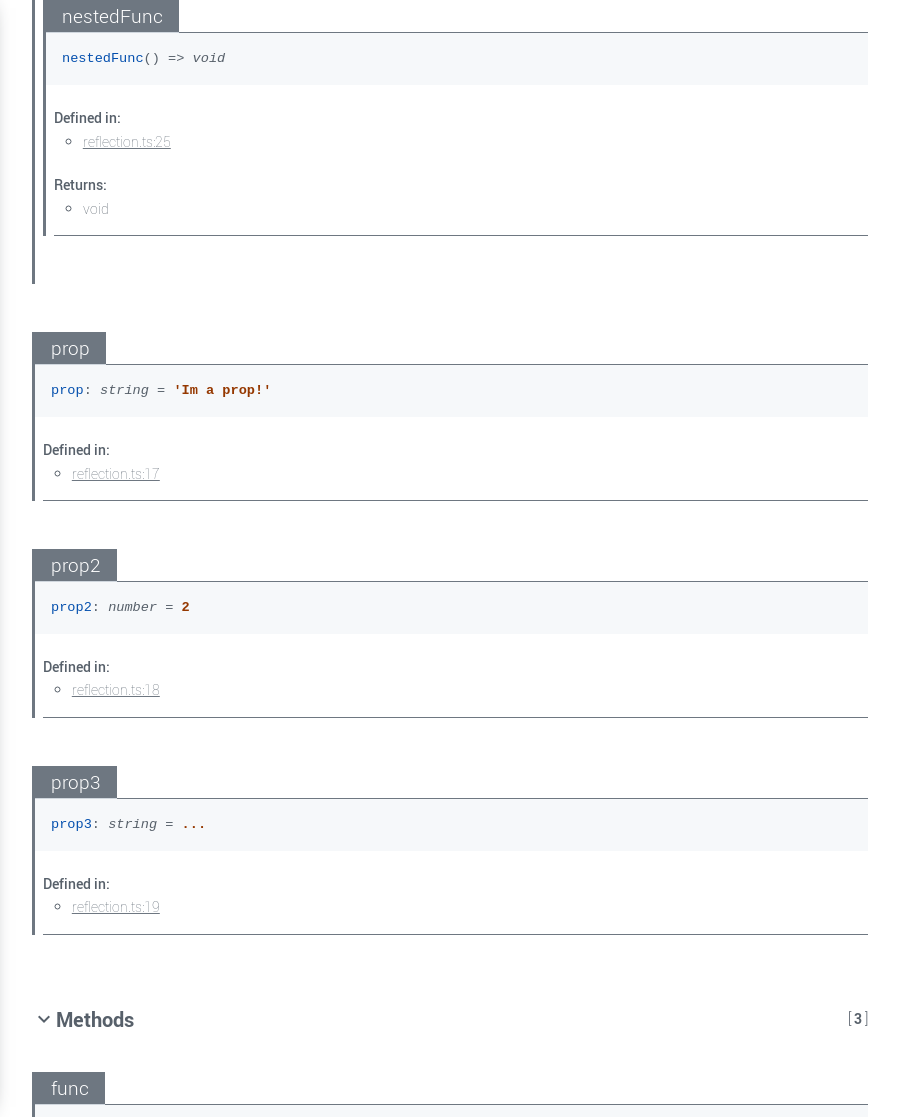 nestedFunc
nestedFunc() => void
Defined in:
reflection.ts:25
Returns:
void
prop
prop: string = 'Im a prop!'
Defined in:
reflection.ts:17
prop2
prop2: number = 2
Defined in:
reflection.ts:18
prop3
prop3: string = ...
Defined in:
reflection.ts:19
Methods [ 3 ]
func